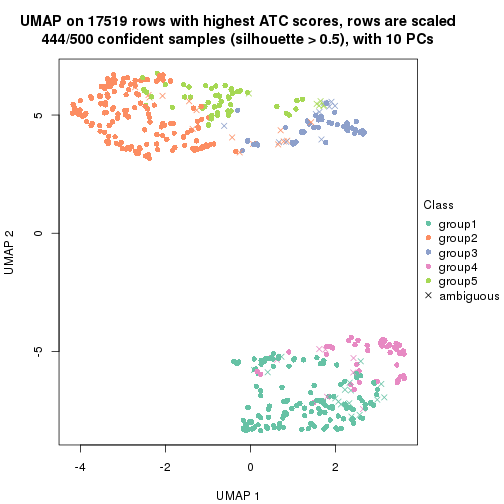 UMAP on 17519 rows with highest ATC scores, rows are scaled
444/500 confident samples (silhouette > 0.5), with 10 PCs
5
0
-5
UMAP 2
-4
-2
0
2
UMAP 1
Class
group1
group2
group3
group4
group5
ambiguous